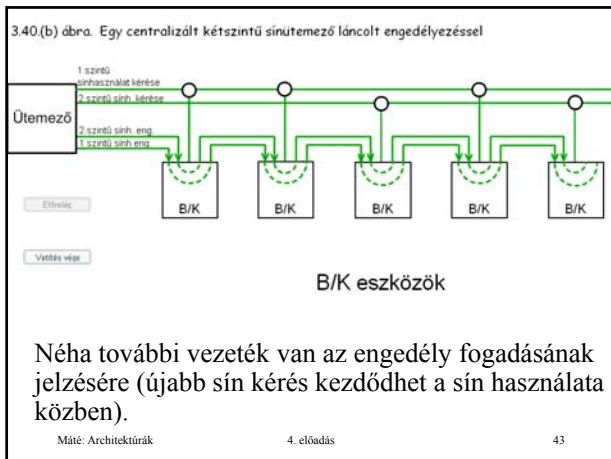 3.40.(b) ábra. Egy centralizált kétszintű sínütemező láncolt engedélyezéssel
1.szintű
sínhasználat kérése
2.szintű sính. kérése
Ütemező
2.szintű sính. eng.
1.szintű sính eng.
B/K
B/K
B/K
B/K
B/K
Elővetéz
Vetítés vége
B/K eszközök
Néha további vezeték van az engedély fogadásának
jelzésére (újabb sín kérés kezdődhet a sín használata
közben).
Máté: Architektúrák
4. előadás
43